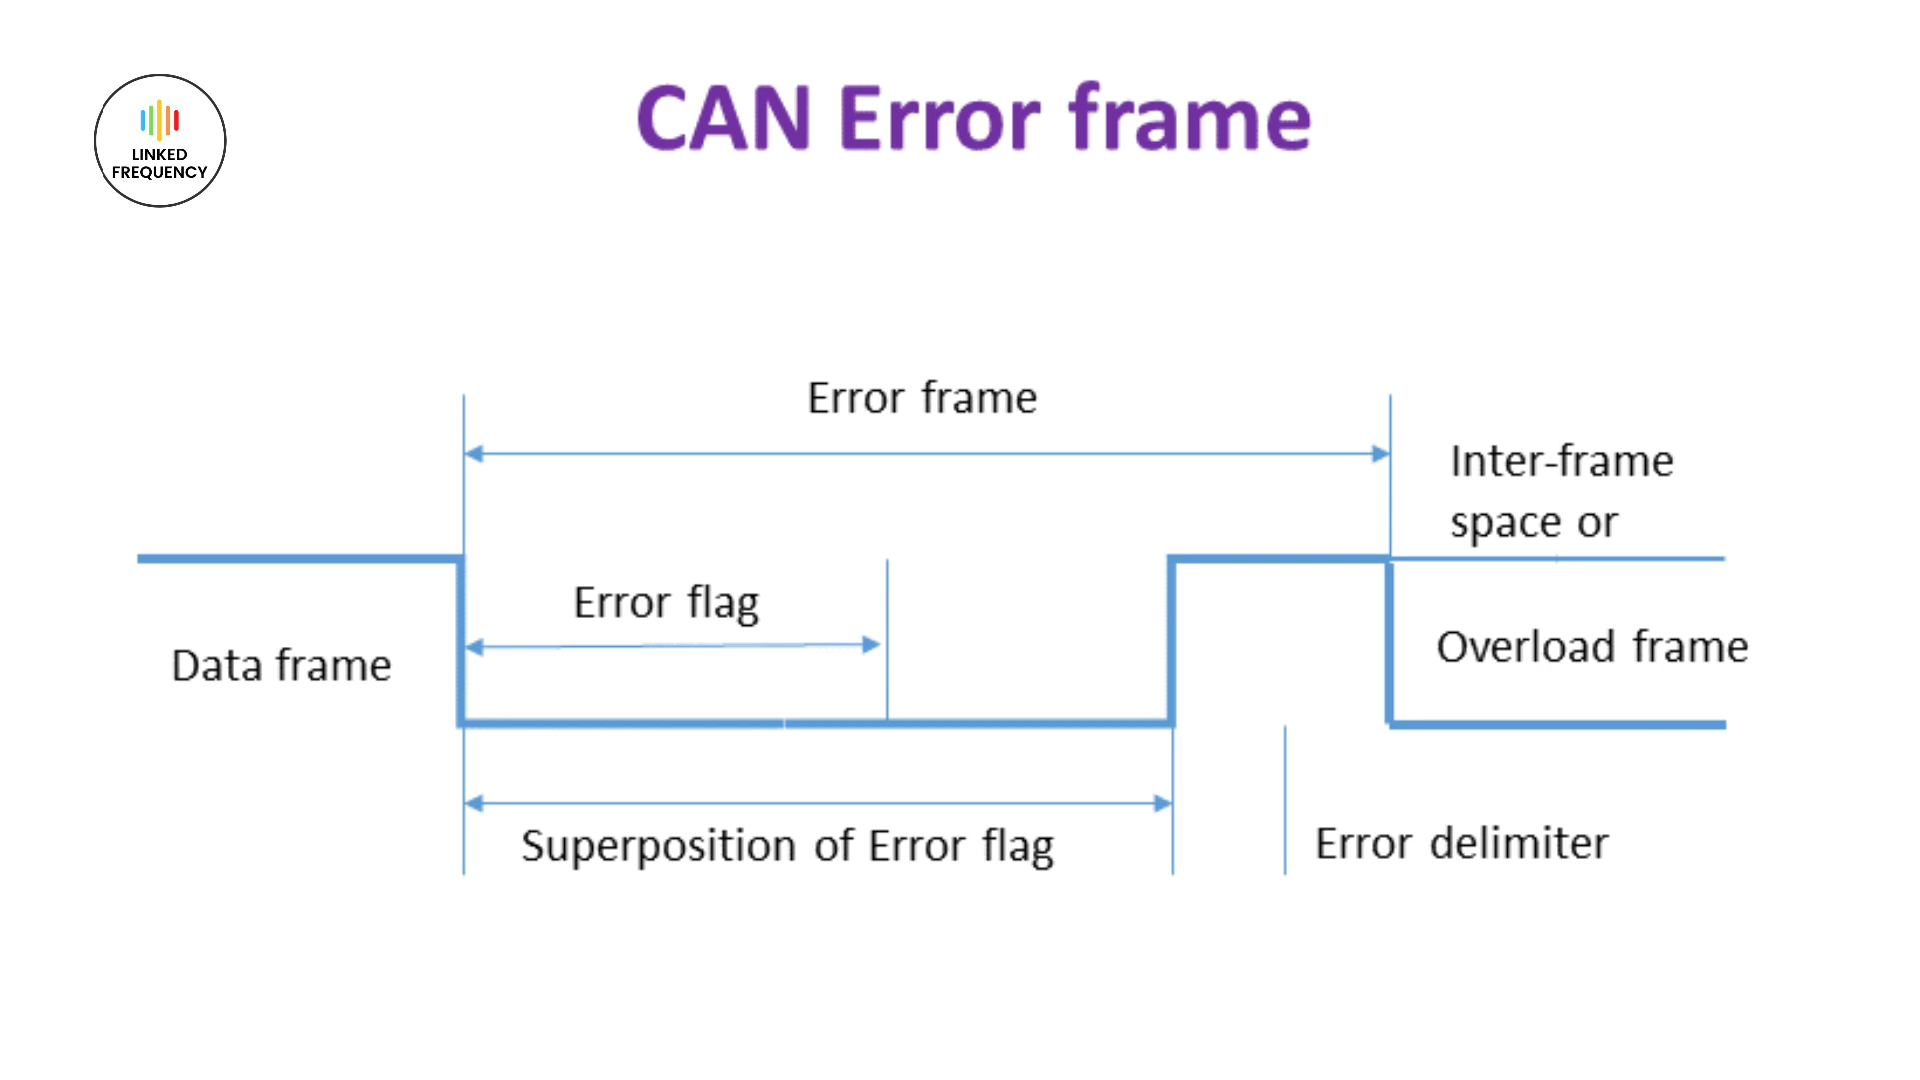 LINKED
FREQUENCY
CAN Error frame
Error frame
Inter-frame
space or
Error flag
Data frame
Overload frame
Superposition of Error flag
Error delimiter